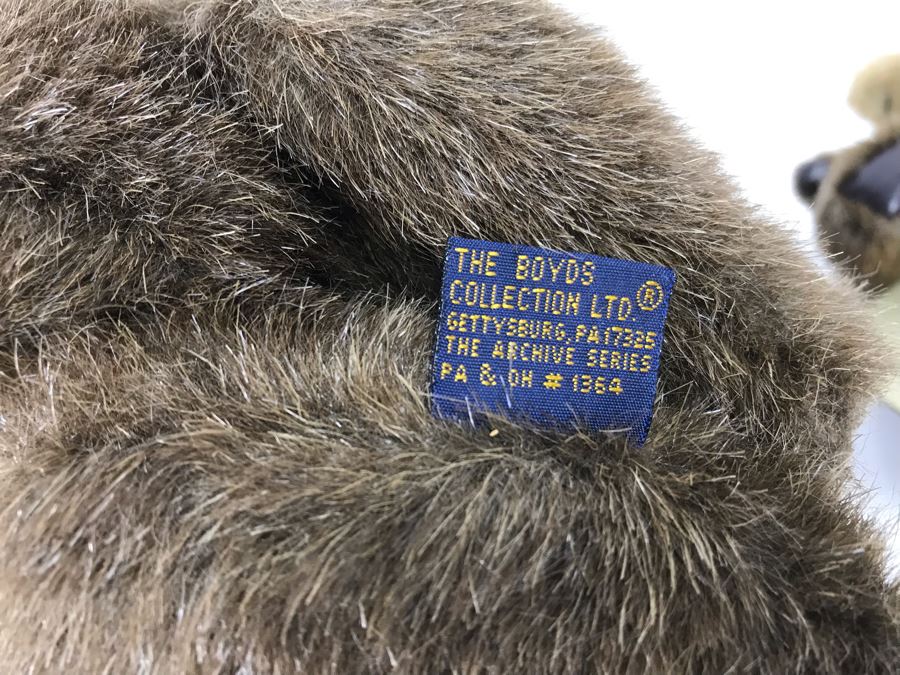 THE BOYDS
COLLECTION LTD.®
GETTYSBURG, PA 17325
THE ARCHIVE SERIES
PA & OH # 1364